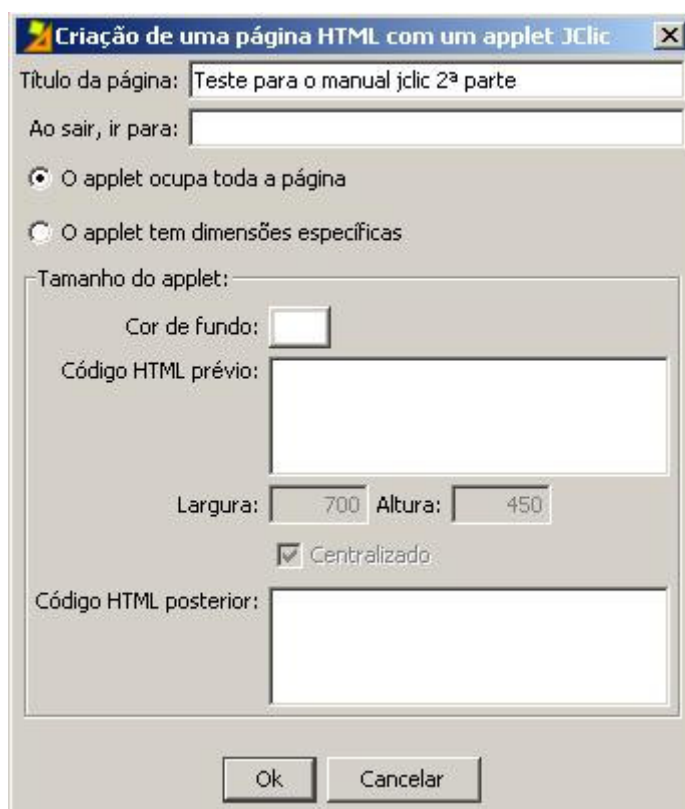 Criação de uma página HTML com um applet JClic
Título da página: Teste para o manual jclic 2ª parte
Ao sair, ir para:
O applet ocupa toda a página
O applet tem dimensões específicas
Tamanho do applet:
Cor de fundo:
Código HTML prévio:
Largura: 700 Altura: 450
Centralizado
Código HTML posterior:
Ok Cancelar